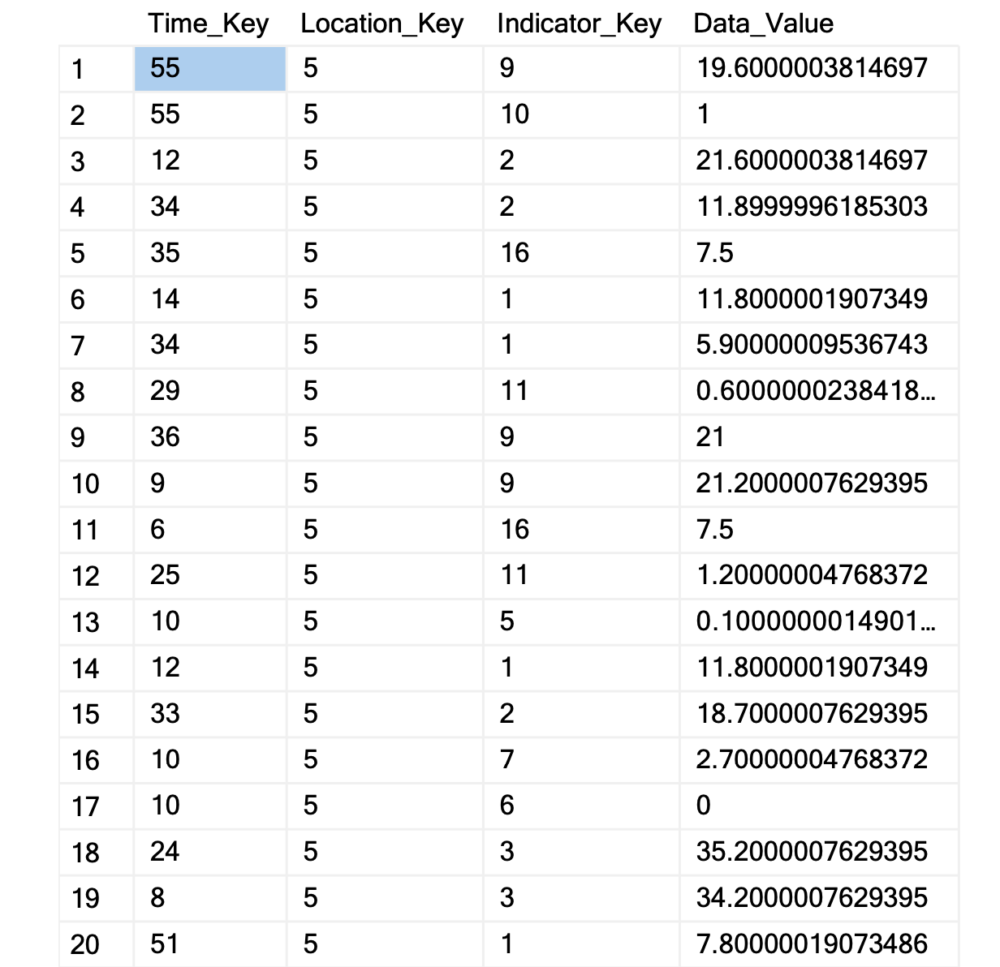 Time_Key Location_Key Indicator_Key Data_Value
1 55 5 9 19.6000003814697
2 55 5 10 1
3 12 5 2 21.6000003814697
4 34 5 2 11.8999996185303
5 35 5 16 7.5
6 14 5 1 11.8000001907349
7 34 5 1 5.90000009536743
8 29 5 11 0.6000000238418...
9 36 5 9 21
10 9 5 9 21.2000007629395
11 6 5 16 7.5
12 25 5 11 1.20000004768372
13 10 5 5 0.1000000014901...
14 12 5 1 11.8000001907349
15 33 5 2 18.7000007629395
16 10 5 7 2.70000004768372
17 10 5 6 0
18 24 5 3 35.2000007629395
19 8 5 3 34.2000007629395
20 51 5 1 7.80000019073486